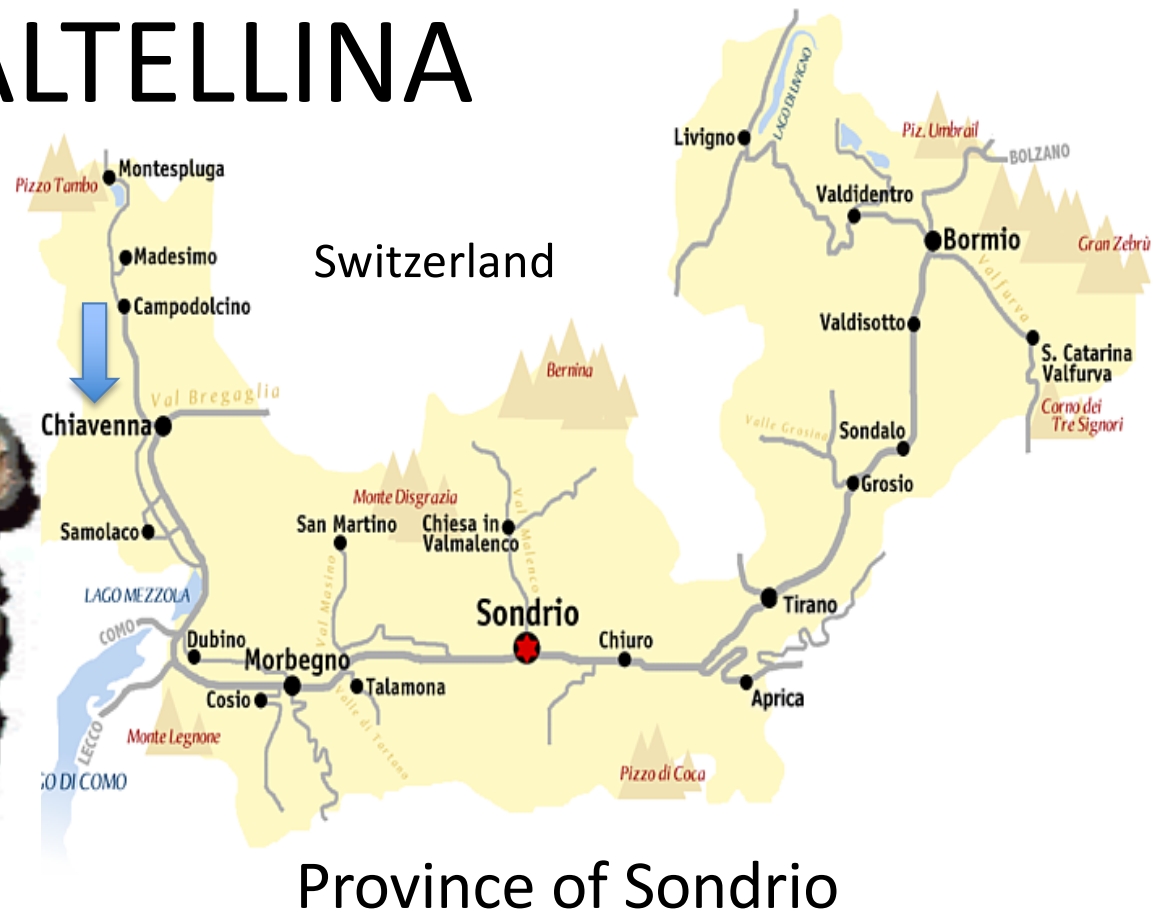 ALTELLINA
Livigno
LAGO DI LIVIGNO
Piz. Umbrail
BOLZANO
Montespluga
Pizzo Tambo
Valdidentro
Bormio
Gran Zebrù
Madesimo
Switzerland
Valfurva
Campodolcino
Valdisotto
S. Catarina
Valfurva
Bernina
Val Bregaglia
Chiavenna
Corno dei
Tre Signori
Valle Grosina
Sondalo
Grosio
Monte Disgrazia
San Martino
Chiesa in
Valmalenco
Val Malenco
Samolaco
Val Masino
LAGO MEZZOLA
Sondrio
Tirano
COMO
Dubino
Morbegno
Chiuro
Talamona
Cosio
Aprica
Valle di Tartano
LECCO
Monte Legnone
Pizzo di Coca
GO DI COMO
Province of Sondrio